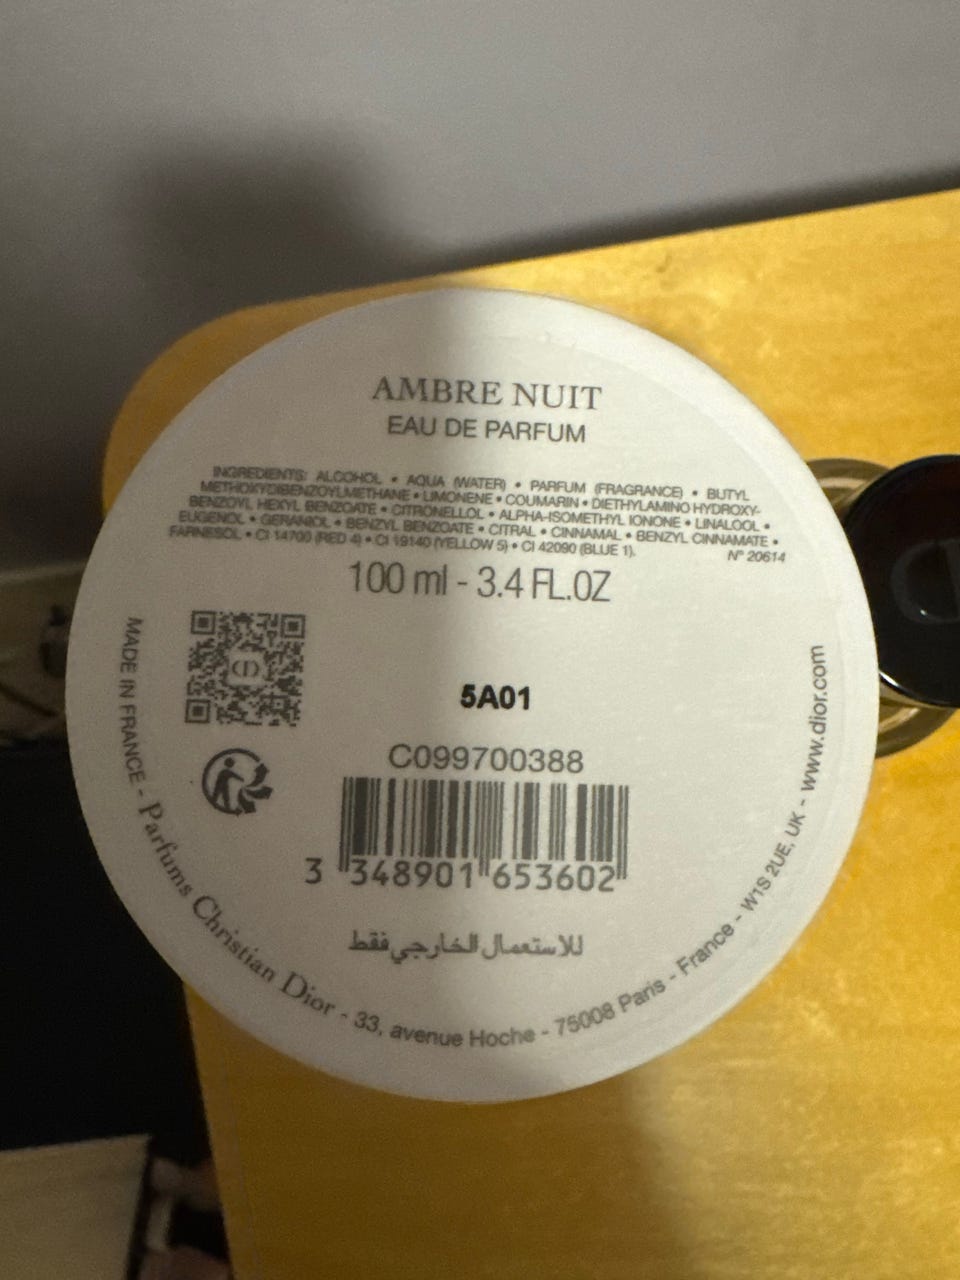 AMBRE NUIT
EAU DE PARFUM
INGREDIENTS: ALCOHOL • AQUA (WATER) • PARFUM (FRAGRANCE) • BUTYL
METHOXYDIBENZOYLMETHANE • LIMONENE • COUMARIN • DIETHYLAMINO HYDROXY-
BENZOYL HEXYL BENZOATE • CITRONELLOL • ALPHA-ISOMETHYL IONONE • LINALOOL •
EUGENOL • GERANIOL • BENZYL BENZOATE • CITRAL • CINNAMAL • BENZYL CINNAMATE •
FARNESOL • CI 14700 (RED 4) • CI 19140 (YELLOW 5) • CI 42090 (BLUE 1).
N° 20614
100 ml - 3.4 FL.OZ
5A01
C099700388
3 348901 653602
للاستعمال الخارجي فقط
MADE IN FRANCE - Parfums Christian Dior - 33, avenue Hoche - 75008 Paris - France - W1S 2UE, UK - www.dior.com